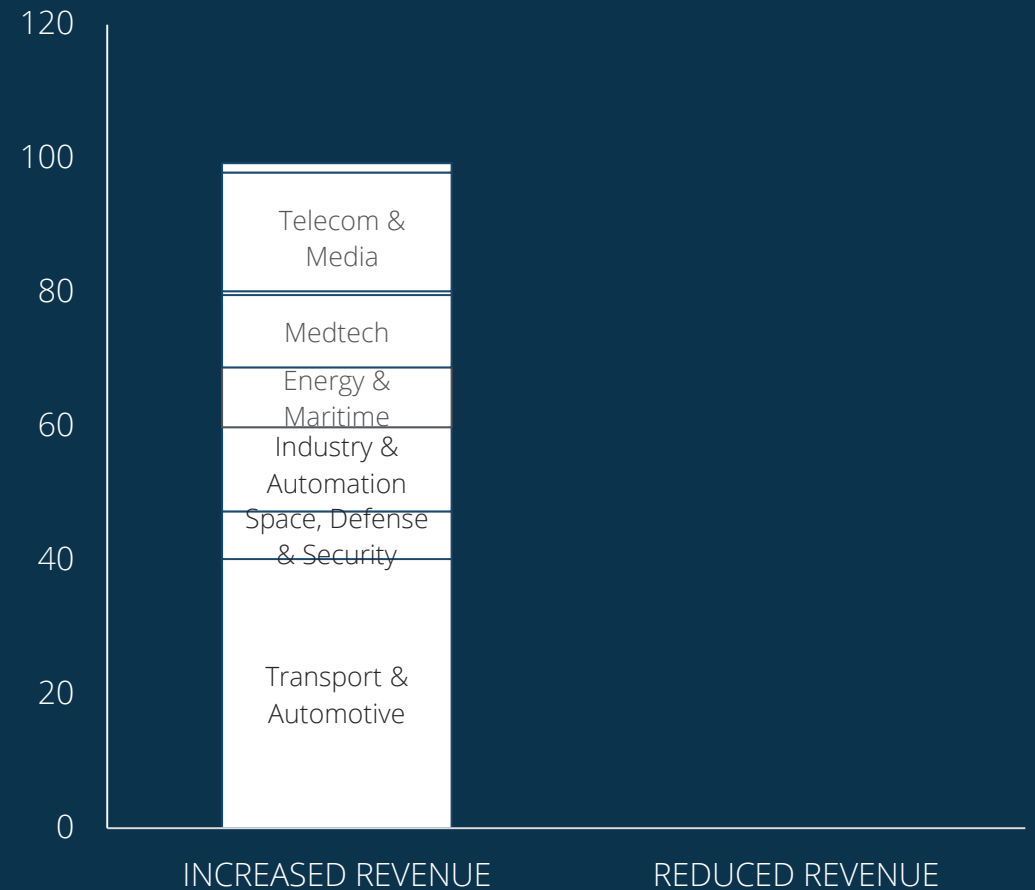 120
100
80
60
40
20
0
Telecom &
Media
Medtech
Energy &
Maritime
Industry &
Automation
Space, Defense
& Security
Transport &
Automotive
INCREASED REVENUE
REDUCED REVENUE